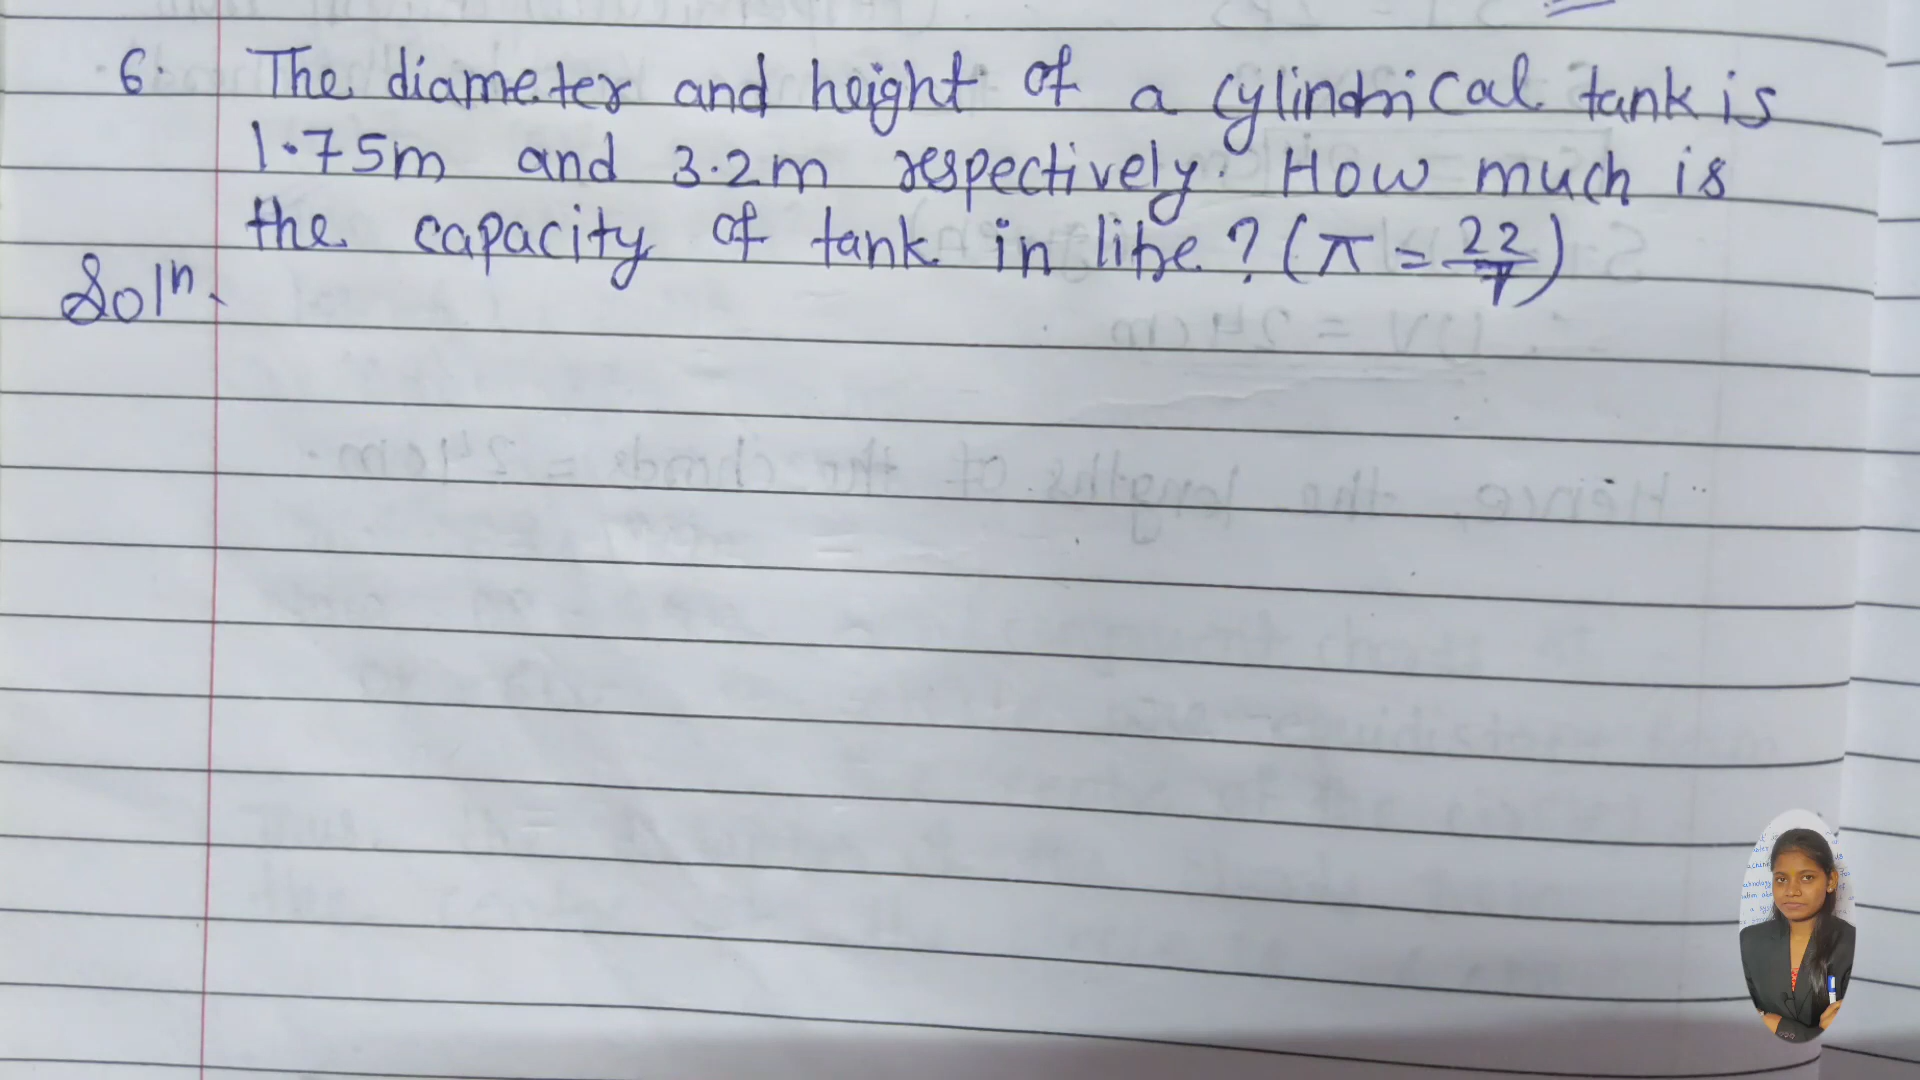 6. The diameter and height of a cylindrical tank is
1.75m and 3.2m respectively. How much is
the capacity of tank in litre? (π = 22/7)
Solⁿ.